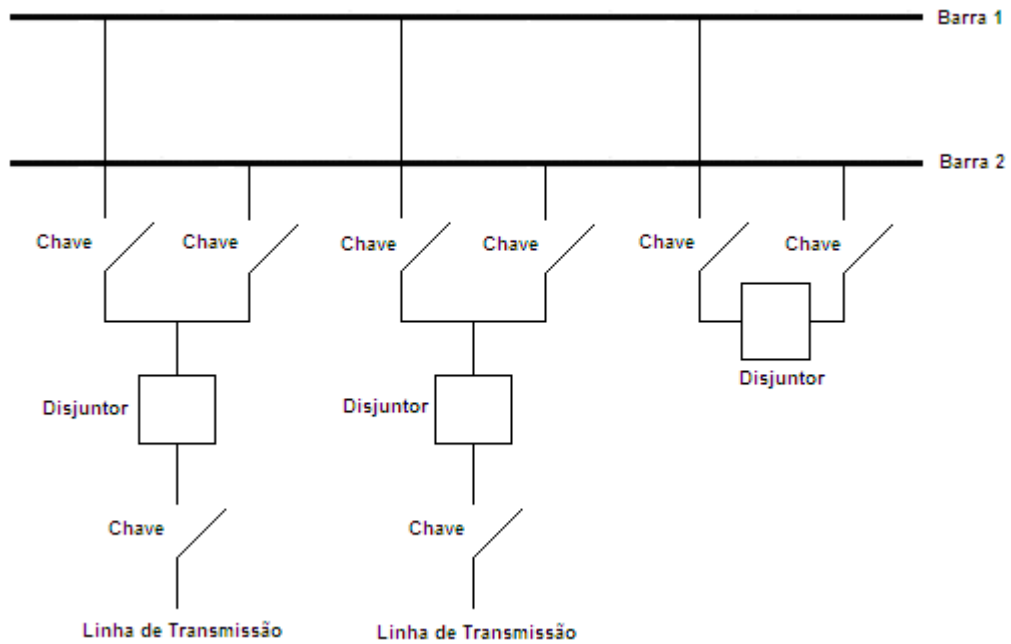 Barra 1
Barra 2
Chave
Chave
Chave
Chave
Chave
Chave
Disjuntor
Disjuntor
Disjuntor
Chave
Chave
Linha de Transmissão
Linha de Transmissão